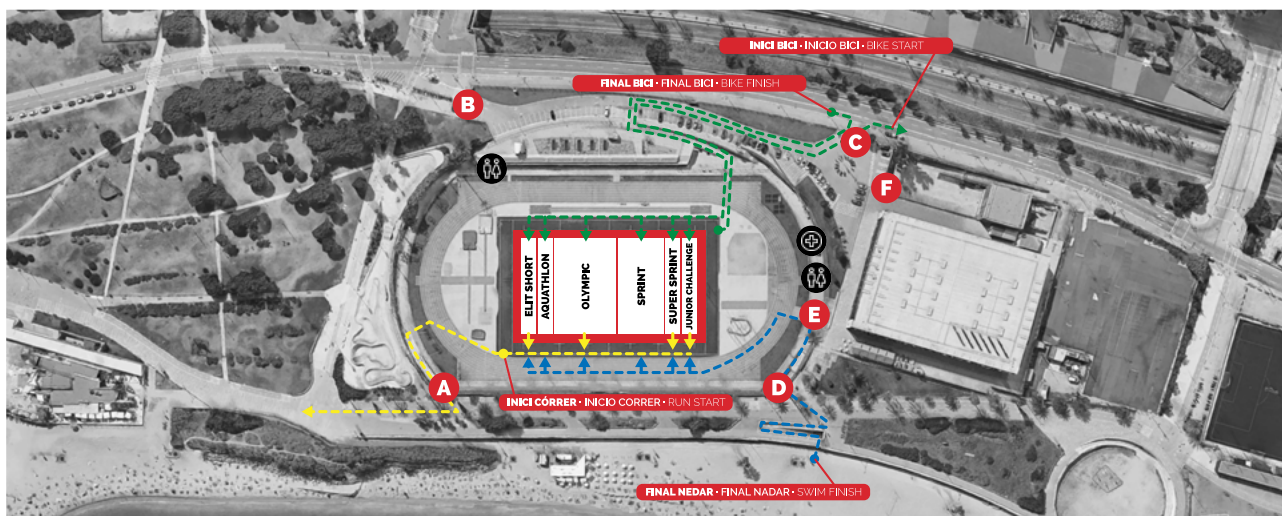 INICI BICI · INICIO BICI · BIKE START
FINAL BICI · FINAL BICI · BIKE FINISH
B
C
F
ELIT SHORT
AQUATHLON
OLYMPIC
SPRINT
SUPER SPRINT
JUNIOR CHALLENGE
E
A
D
INICI CÓRRER · INICIO CORRER · RUN START
FINAL NEDAR · FINAL NADAR · SWIM FINISH